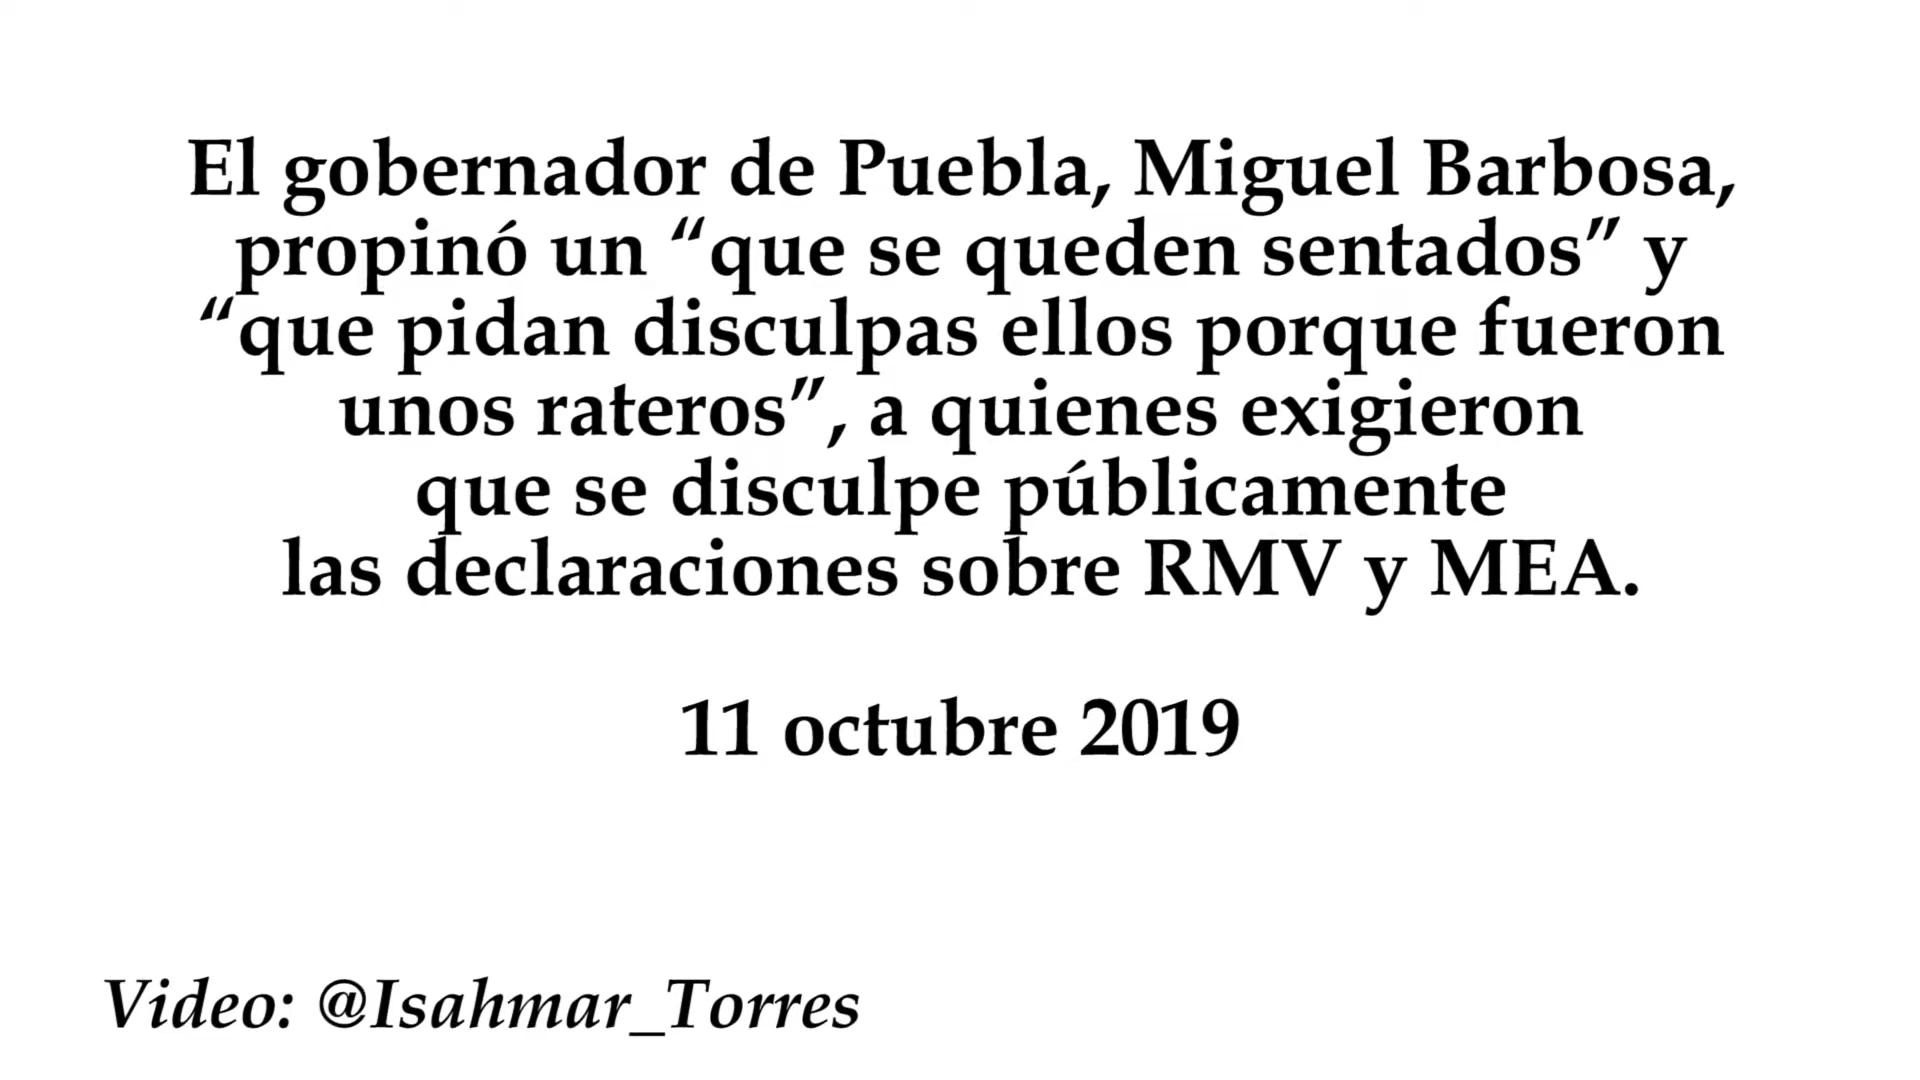 El gobernador de Puebla, Miguel Barbosa,
propinó un “que se queden sentados” y
“que pidan disculpas ellos porque fueron
unos rateros”, a quienes exigieron
que se disculpe públicamente
las declaraciones sobre RMV y MEA.
11 octubre 2019
Video: @Isahmar_Torres